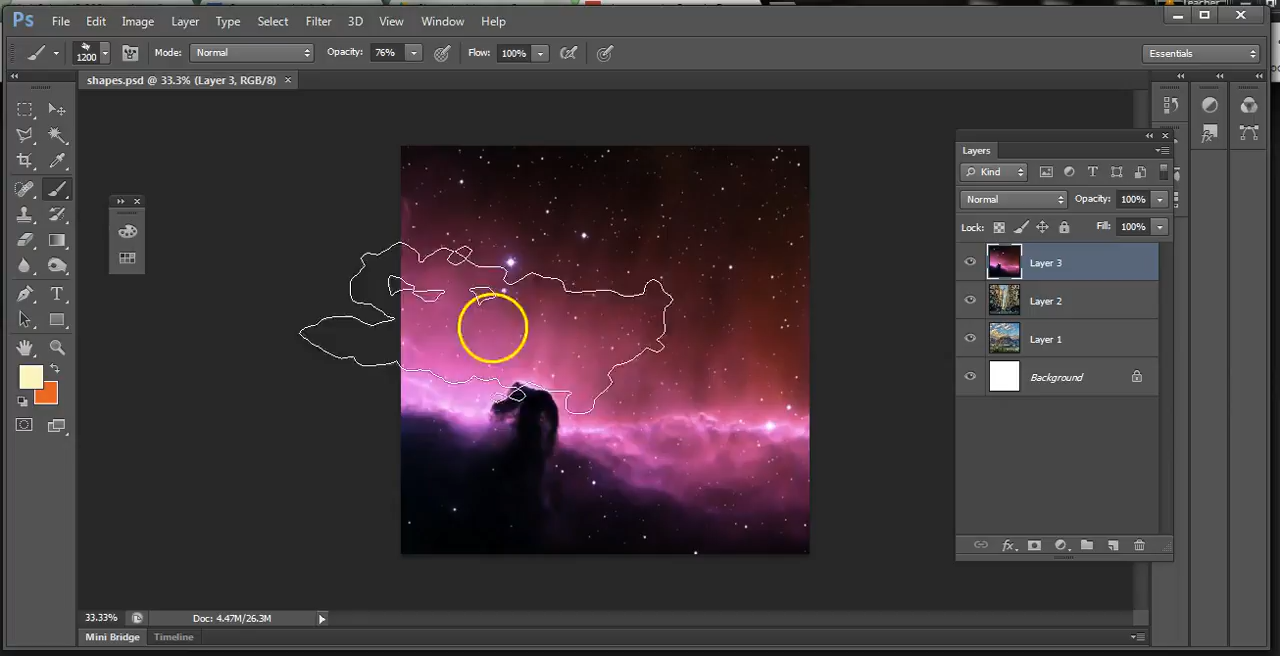 Ps File Edit Image Layer Type Select Filter 3D View Window Help
1200 Mode: Normal Opacity: 76% Flow: 100% Essentials
shapes.psd @ 33.3% (Layer 3, RGB/8) ×
Layers
Kind
Normal Opacity: 100%
Lock: Fill: 100%
Layer 3
Layer 2
Layer 1
Background
T
fx
33.33% Doc: 4.47M/26.3M
Mini Bridge Timeline